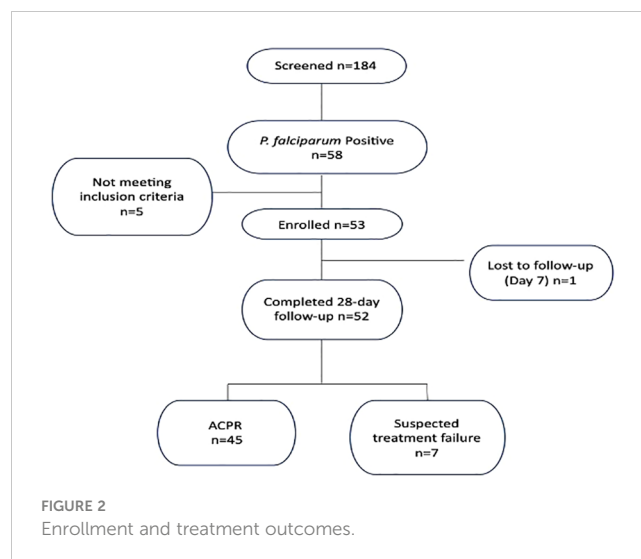 Screened n=184
P. falciparum Positive
n=58
Not meeting
inclusion criteria
n=5
Enrolled n=53
Lost to follow-up
(Day 7) n=1
Completed 28-day
follow-up n=52
ACPR
n=45
Suspected
treatment failure
n=7
FIGURE 2
Enrollment and treatment outcomes.